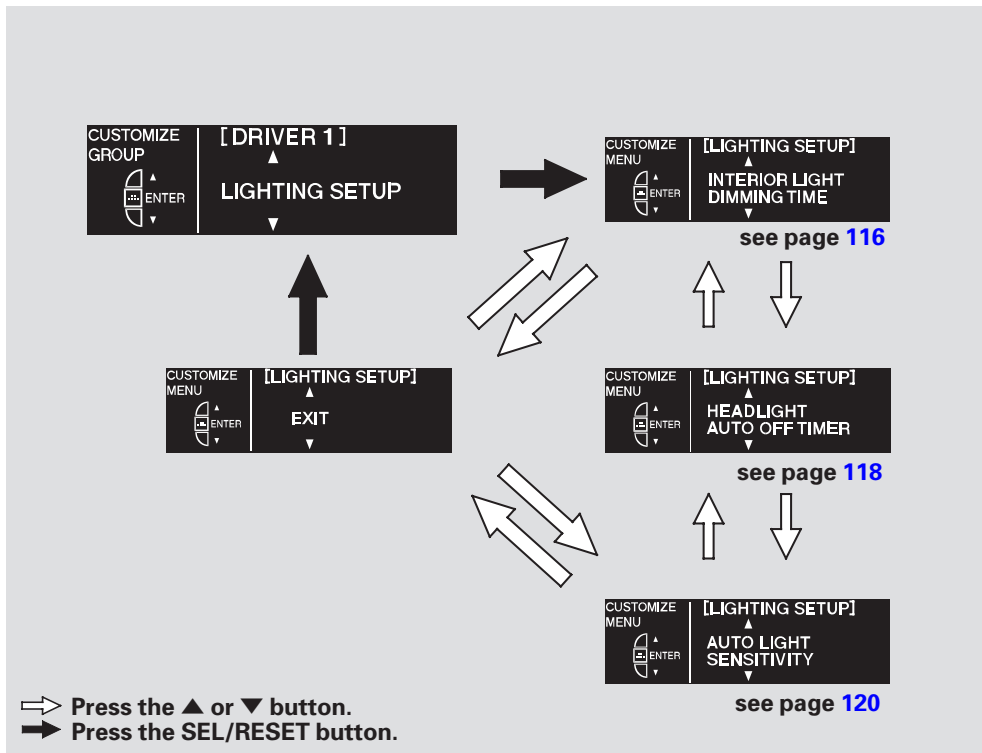 CUSTOMIZE
GROUP
▲
ENTER
▼
[DRIVER 1]
▲
LIGHTING SETUP
▼
CUSTOMIZE
MENU
▲
ENTER
▼
[LIGHTING SETUP]
▲
INTERIOR LIGHT
DIMMING TIME
▼
see page 116
CUSTOMIZE
MENU
▲
ENTER
▼
[LIGHTING SETUP]
▲
EXIT
▼
CUSTOMIZE
MENU
▲
ENTER
▼
[LIGHTING SETUP]
▲
HEADLIGHT
AUTO OFF TIMER
▼
see page 118
CUSTOMIZE
MENU
▲
ENTER
▼
[LIGHTING SETUP]
▲
AUTO LIGHT
SENSITIVITY
▼
see page 120
Press the ▲ or ▼ button.
Press the SEL/RESET button.